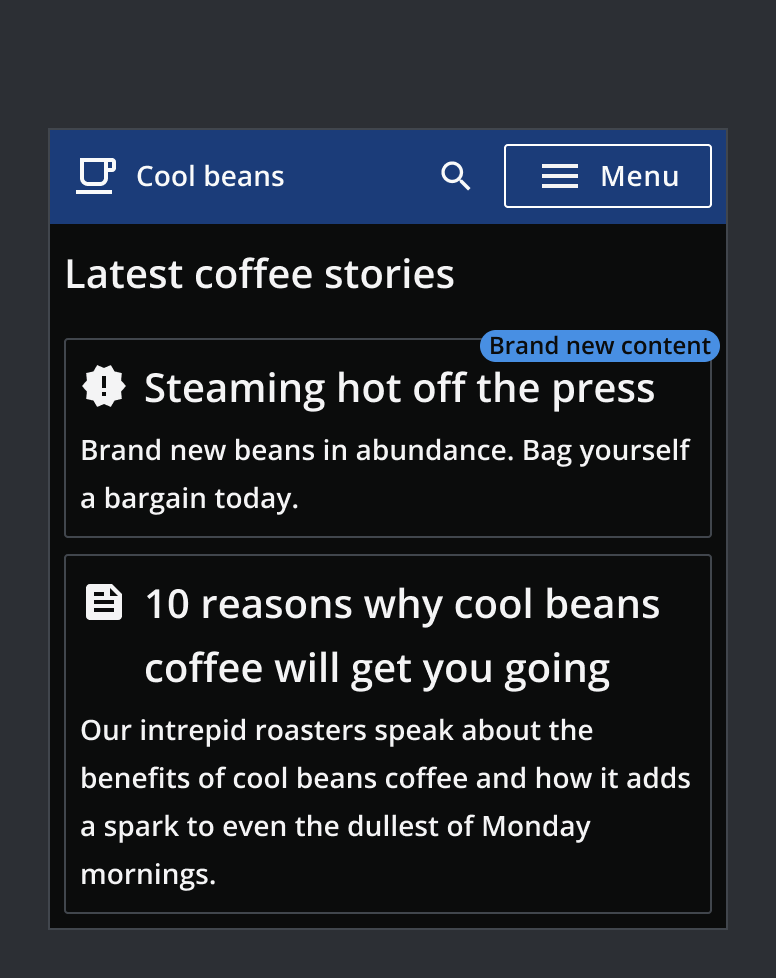 Cool beans
Menu
Latest coffee stories
Brand new content
Steaming hot off the press
Brand new beans in abundance. Bag yourself
a bargain today.
10 reasons why cool beans
coffee will get you going
Our intrepid roasters speak about the
benefits of cool beans coffee and how it adds
a spark to even the dullest of Monday
mornings.